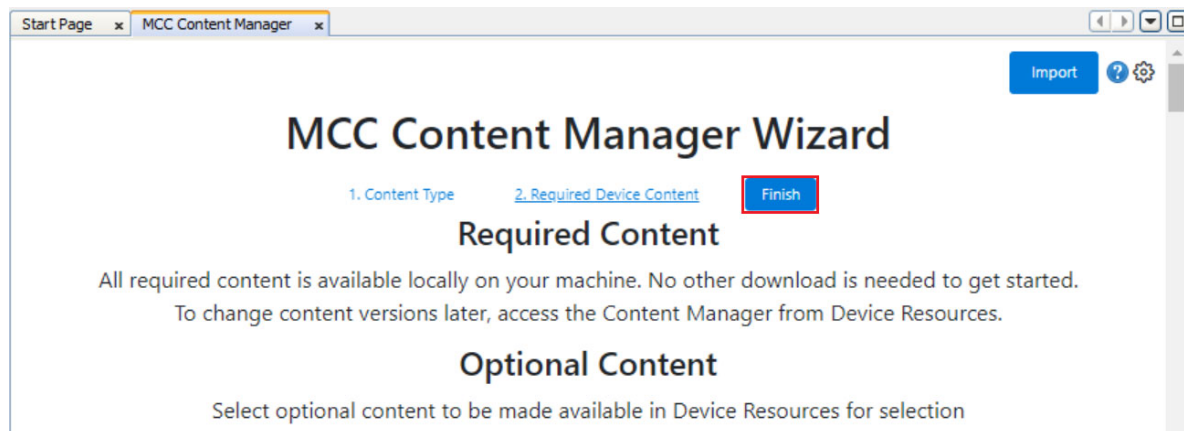 Start Page x MCC Content Manager x
Import
MCC Content Manager Wizard
1. Content Type 2. Required Device Content Finish
Required Content
All required content is available locally on your machine. No other download is needed to get started.
To change content versions later, access the Content Manager from Device Resources.
Optional Content
Select optional content to be made available in Device Resources for selection